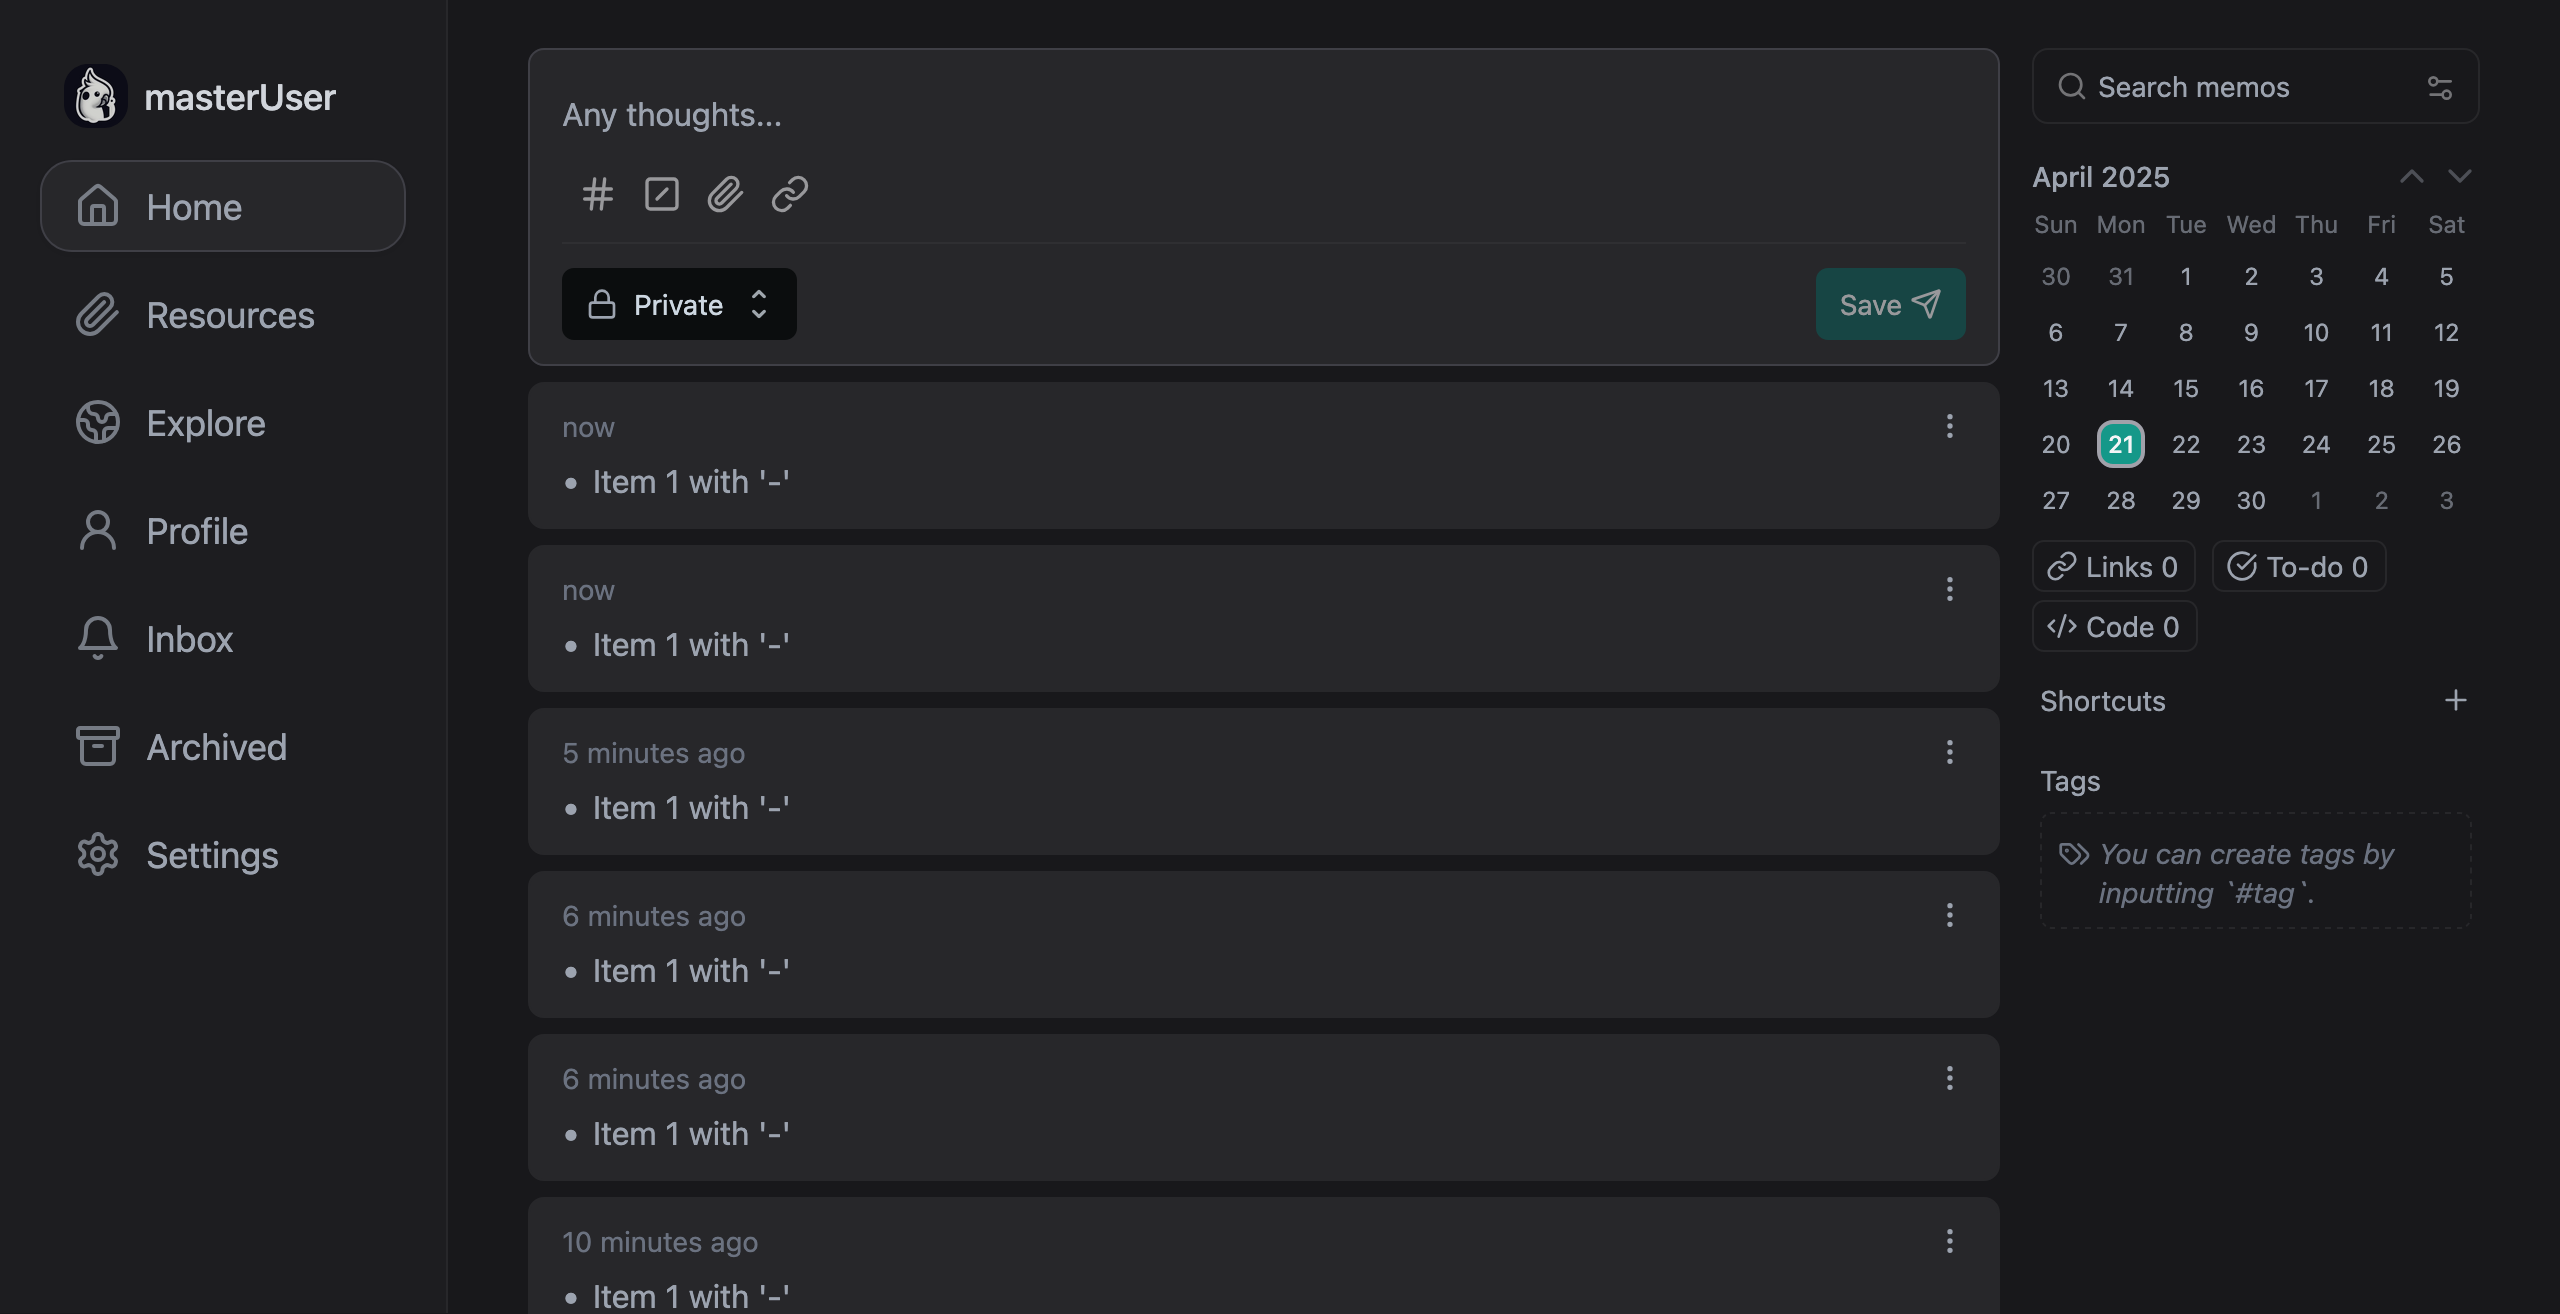 masterUser
Home
Resources
Explore
Profile
Inbox
Archived
Settings
Any thoughts...
Private
Save
now
• Item 1 with '-'
now
• Item 1 with '-'
5 minutes ago
• Item 1 with '-'
6 minutes ago
• Item 1 with '-'
6 minutes ago
• Item 1 with '-'
10 minutes ago
• Item 1 with '-'
Search memos
April 2025
Sun Mon Tue Wed Thu Fri Sat
30 31 1 2 3 4 5
6 7 8 9 10 11 12
13 14 15 16 17 18 19
20 21 22 23 24 25 26
27 28 29 30 1 2 3
Links 0 To-do 0
Code 0
Shortcuts
Tags
You can create tags by
inputting `#tag`.